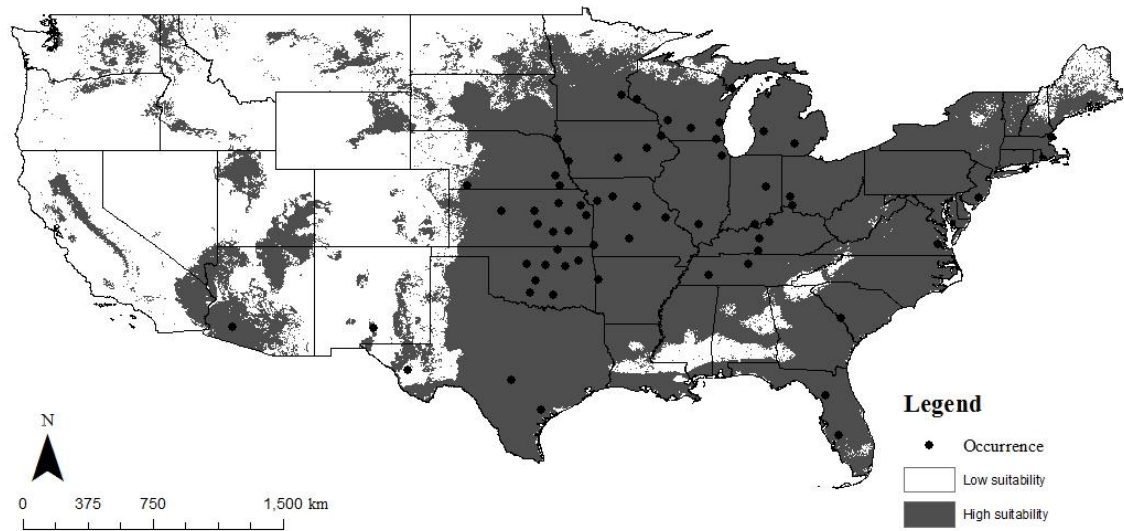 N
0 375 750 1,500 km
Legend
Occurrence
Low suitability
High suitability